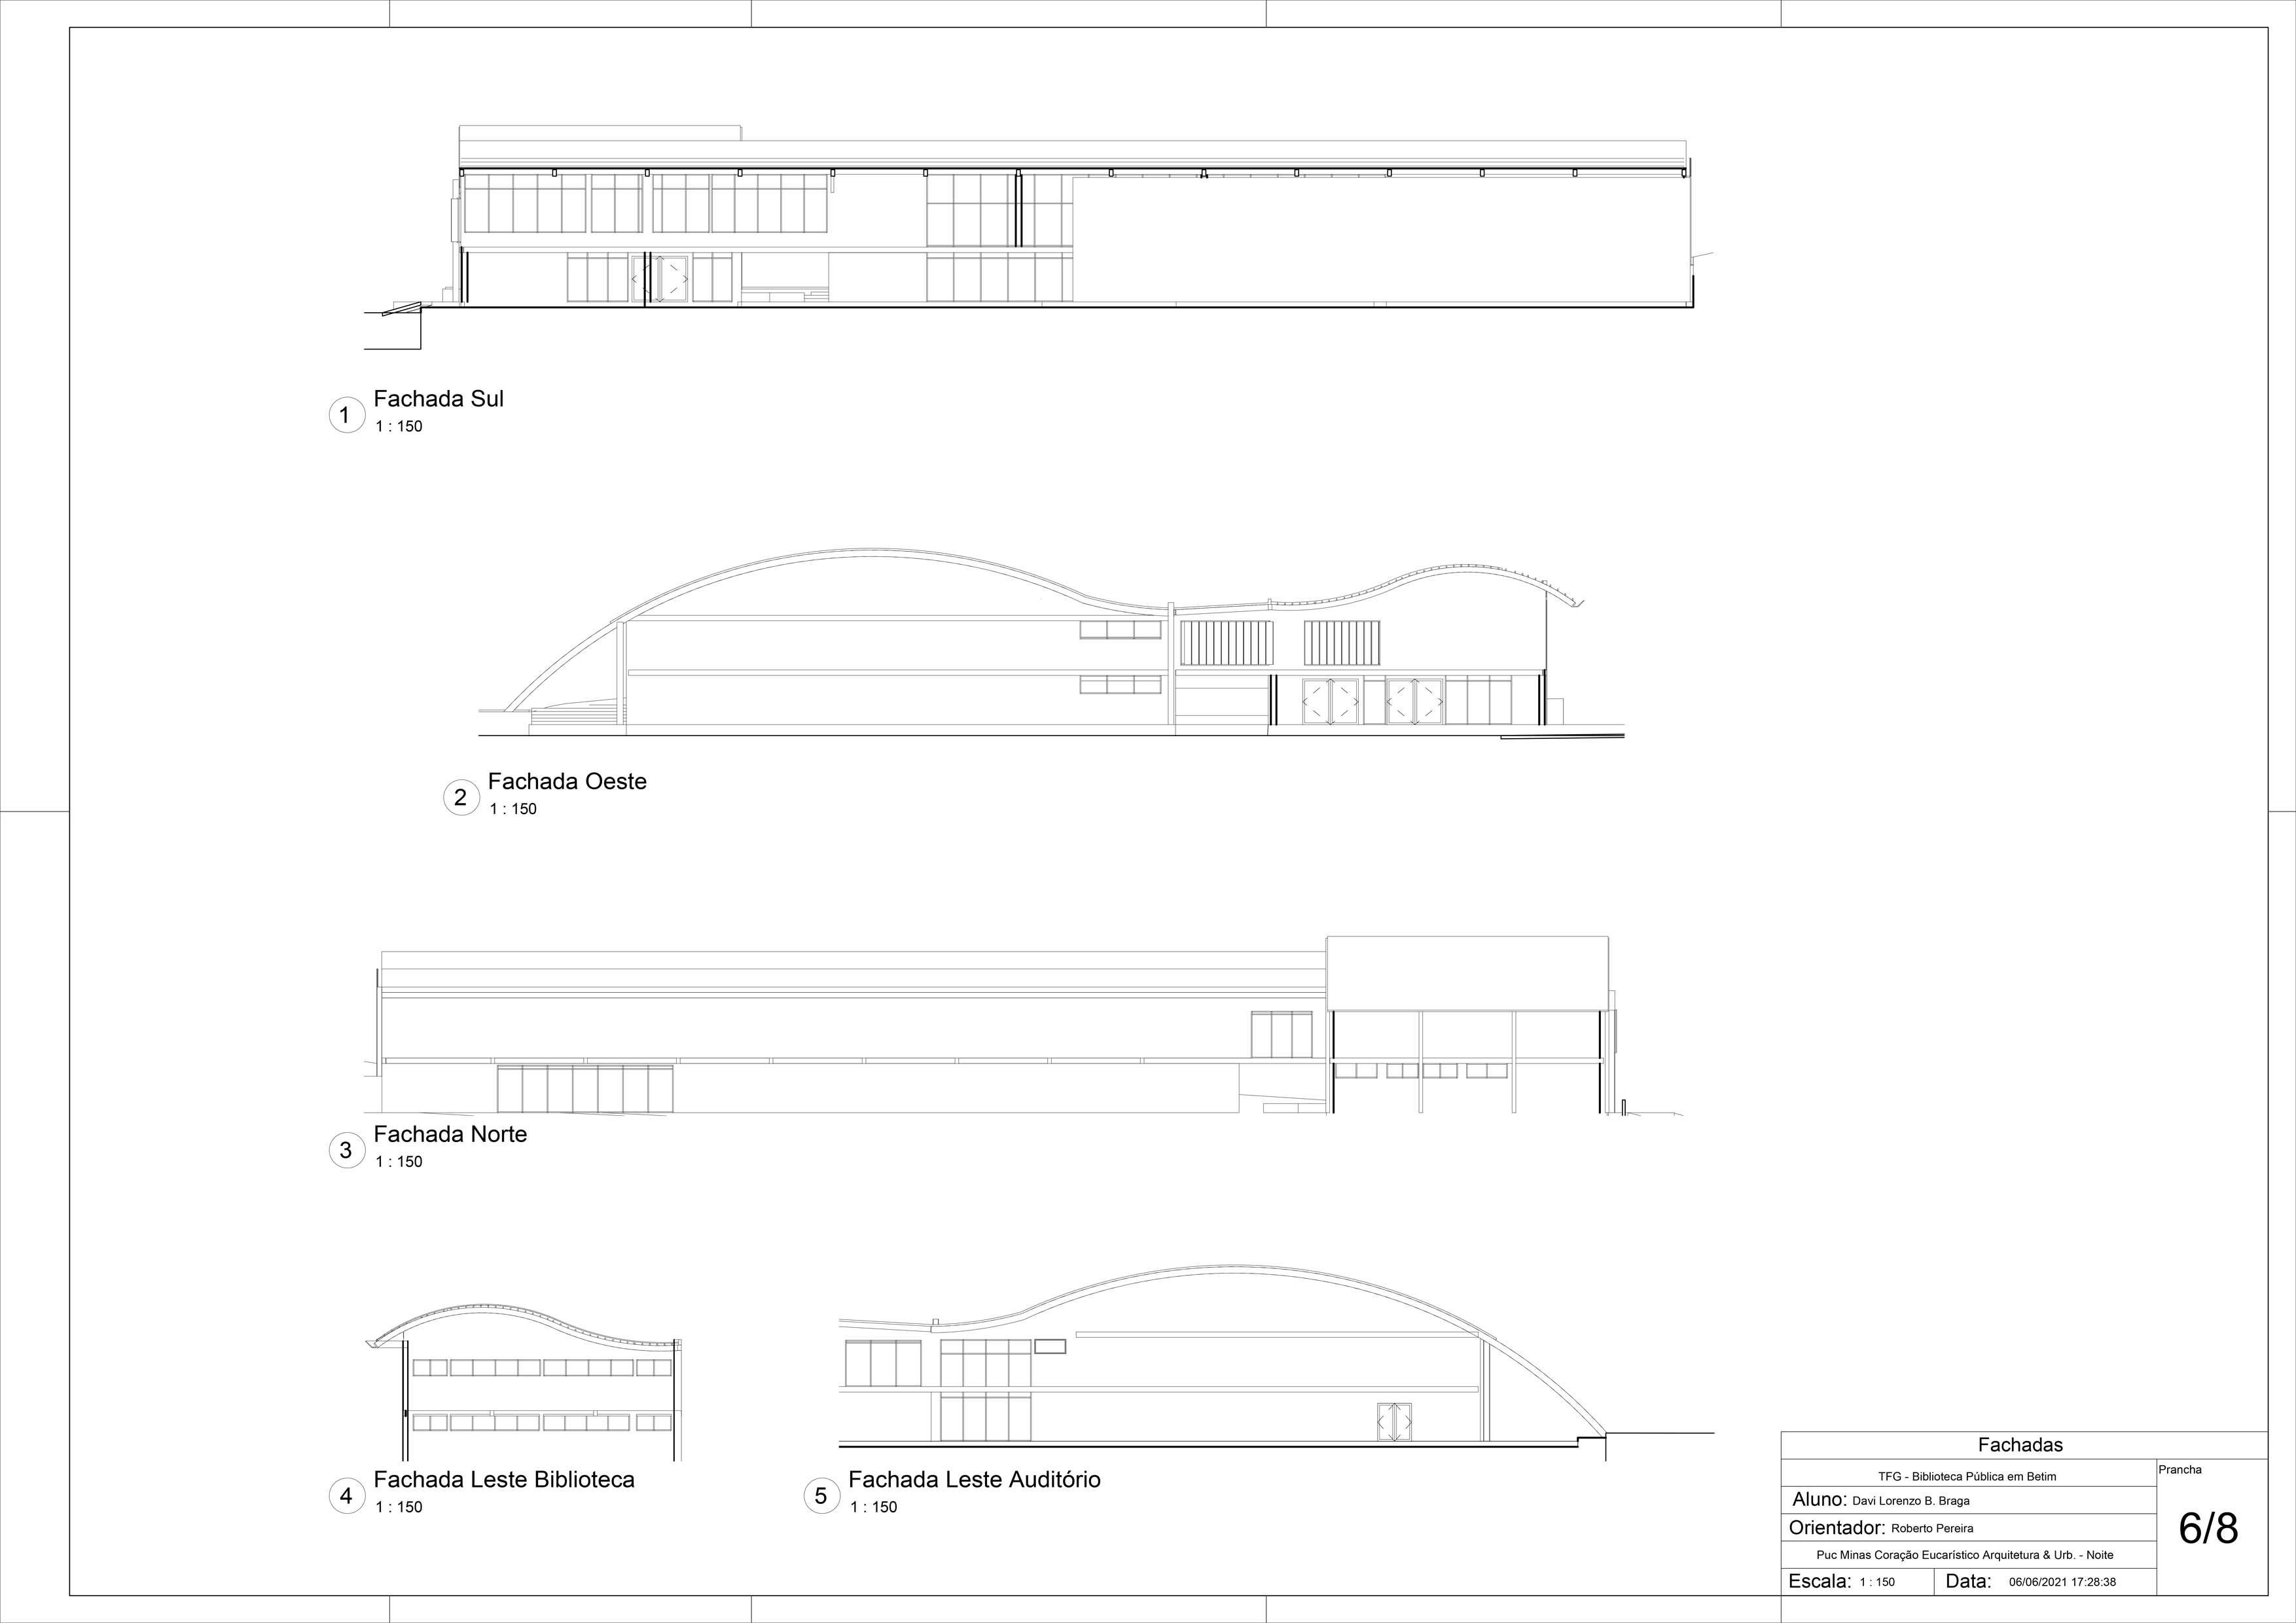 1
Fachada Sul
1 : 150
2
Fachada Oeste
1 : 150
3
Fachada Norte
1 : 150
4
Fachada Leste Biblioteca
1 : 150
5
Fachada Leste Auditório
1 : 150
Fachadas
TFG - Biblioteca Pública em Betim
Prancha
Aluno: Davi Lorenzo B. Braga
Orientador: Roberto Pereira
6/8
Puc Minas Coração Eucarístico Arquitetura & Urb. - Noite
Escala: 1 : 150
Data: 06/06/2021 17:28:38